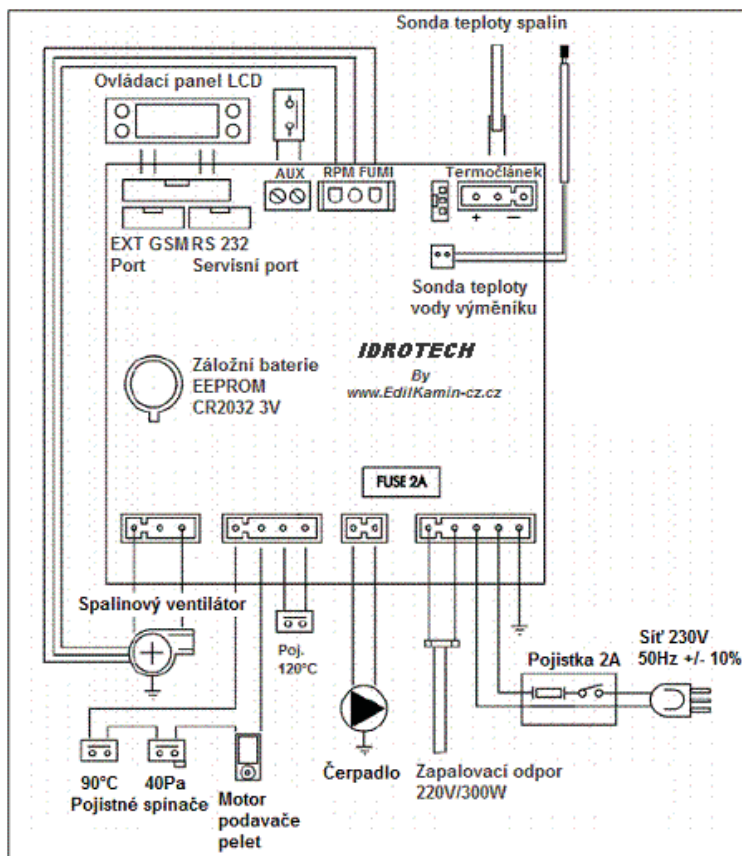 Sonda teploty spalin
Ovládací panel LCD
AUX
RPM FUMI
Termočlánek
+ –
EXT GSM
Port
RS 232
Servisní port
Sonda teploty
vody výměníku
IDROTECH
By
www.EdilKamin-cz.cz
Záložní baterie
EEPROM
CR2032 3V
FUSE 2A
Spalinový ventilátor
Poj.
120°C
Síť 230V
50Hz +/- 10%
Pojistka 2A
90°C
40Pa
Pojistné spínače
Motor
podavače
pelet
Čerpadlo
Zapalovací odpor
220V/300W